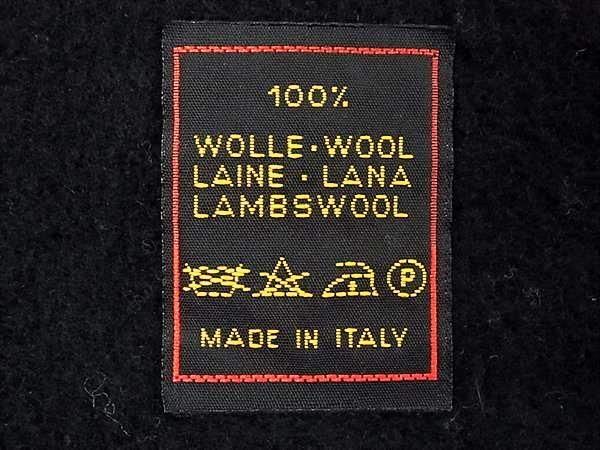 100%
WOLLE · WOOL
LAINE · LANA
LAMBSWOOL
P
MADE IN ITALY